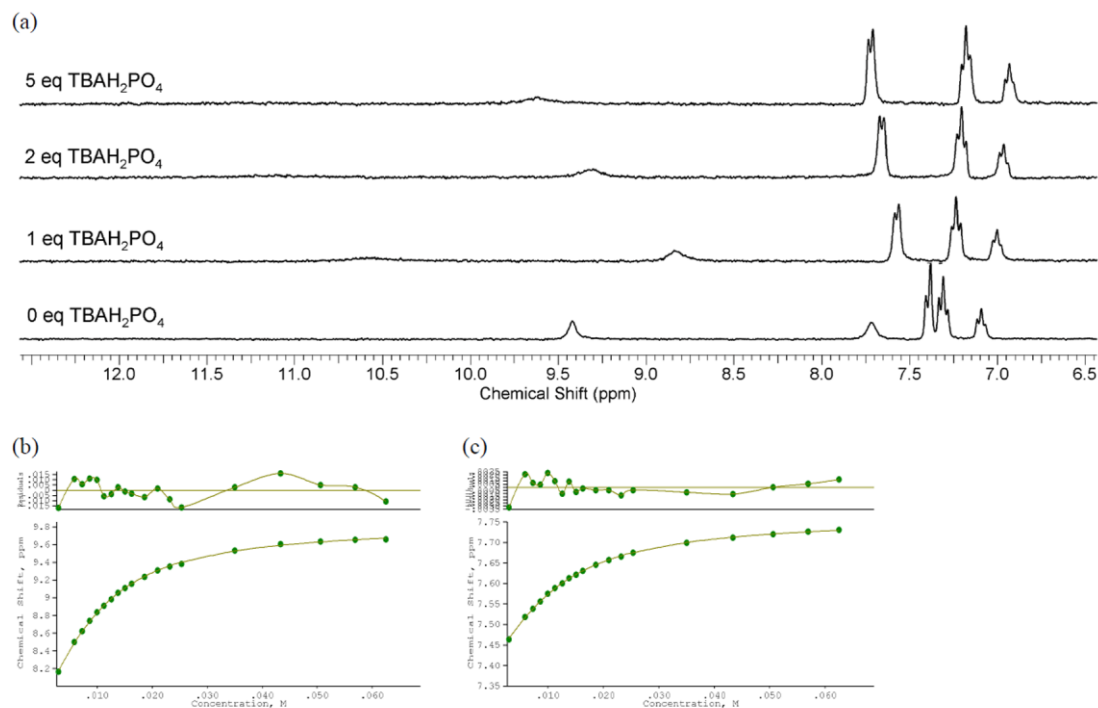 (a)
5 eq TBAH₂PO₄
2 eq TBAH₂PO₄
1 eq TBAH₂PO₄
0 eq TBAH₂PO₄
12.0 11.5 11.0 10.5 10.0 9.5 9.0 8.5 8.0 7.5 7.0 6.5
Chemical Shift (ppm)
(b)
.015
.005
.005
.015
9.8
9.6
9.4
9.2
9
8.8
8.6
8.4
8.2
Chemical Shift, ppm
.010 .020 .030 .040 .050 .060
Concentration, M
(c)
7.75
7.70
7.65
7.60
7.55
7.50
7.45
7.40
7.35
Chemical Shift, ppm
.010 .020 .030 .040 .050 .060
Concentration, M